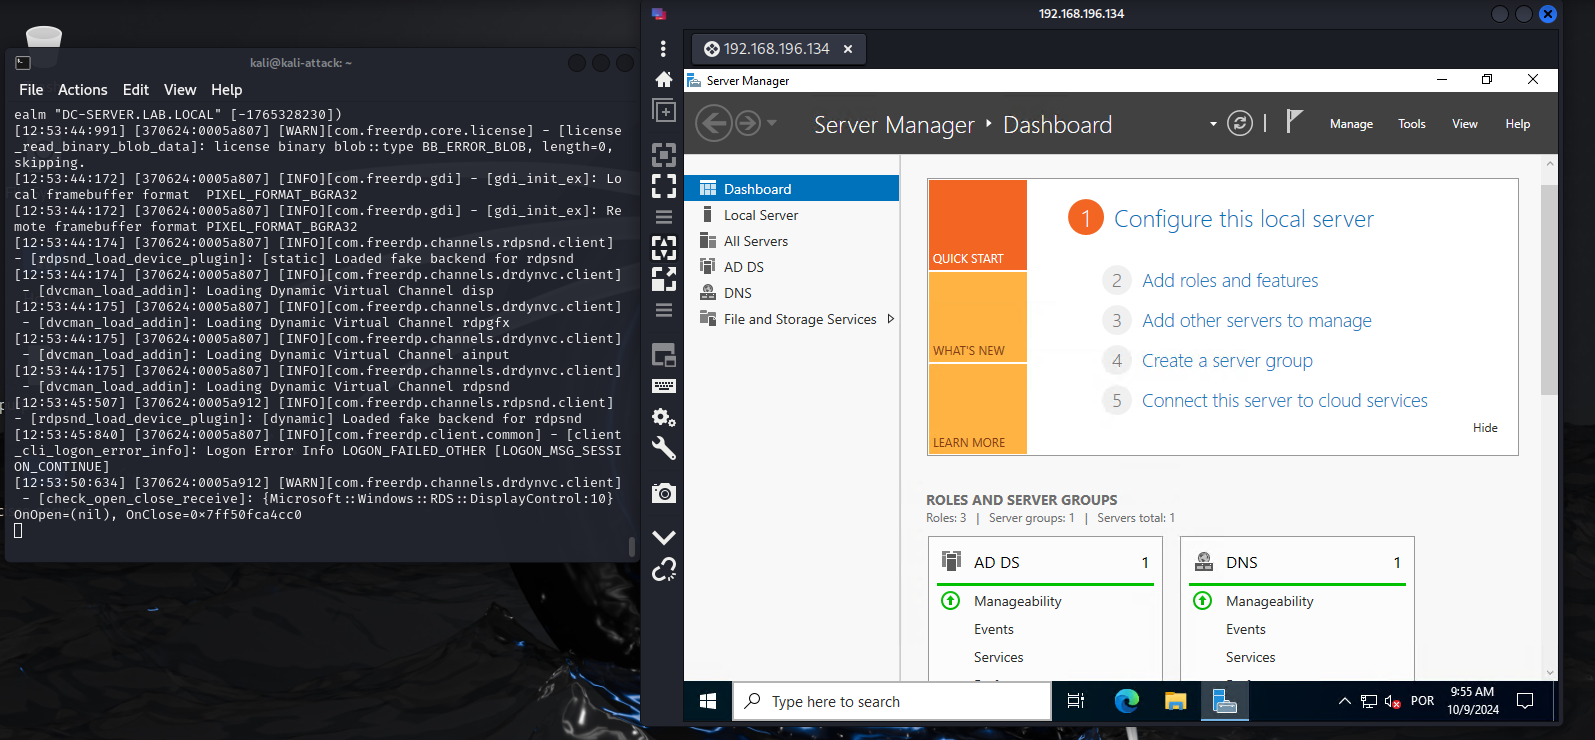 kali@kali-attack: ~
File Actions Edit View Help
ealm "DC-SERVER.LAB.LOCAL" [-1765328230])
[12:53:44:991] [370624:0005a807] [WARN][com.freerdp.core.license] - [license
_read_binary_blob_data]: license binary blob::type BB_ERROR_BLOB, length=0,
skipping.
[12:53:44:172] [370624:0005a807] [INFO][com.freerdp.gdi] - [gdi_init_ex]: Lo
cal framebuffer format  PIXEL_FORMAT_BGRA32
[12:53:44:172] [370624:0005a807] [INFO][com.freerdp.gdi] - [gdi_init_ex]: Re
mote framebuffer format PIXEL_FORMAT_BGRA32
[12:53:44:174] [370624:0005a807] [INFO][com.freerdp.channels.rdpsnd.client]
- [rdpsnd_load_device_plugin]: [static] Loaded fake backend for rdpsnd
[12:53:44:174] [370624:0005a807] [INFO][com.freerdp.channels.drdynvc.client]
 - [dvcman_load_addin]: Loading Dynamic Virtual Channel disp
[12:53:44:175] [370624:0005a807] [INFO][com.freerdp.channels.drdynvc.client]
 - [dvcman_load_addin]: Loading Dynamic Virtual Channel rdpgfx
[12:53:44:175] [370624:0005a807] [INFO][com.freerdp.channels.drdynvc.client]
 - [dvcman_load_addin]: Loading Dynamic Virtual Channel ainput
[12:53:44:175] [370624:0005a807] [INFO][com.freerdp.channels.drdynvc.client]
 - [dvcman_load_addin]: Loading Dynamic Virtual Channel rdpsnd
[12:53:45:507] [370624:0005a912] [INFO][com.freerdp.channels.rdpsnd.client]
- [rdpsnd_load_device_plugin]: [dynamic] Loaded fake backend for rdpsnd
[12:53:45:840] [370624:0005a807] [INFO][com.freerdp.client.common] - [client
_cli_logon_error_info]: Logon Error Info LOGON_FAILED_OTHER [LOGON_MSG_SESSI
ON_CONTINUE]
[12:53:50:634] [370624:0005a912] [WARN][com.freerdp.channels.drdynvc.client]
 - [check_open_close_receive]: {Microsoft::Windows::RDS::DisplayControl:10}
OnOpen=(nil), OnClose=0×7ff50fca4cc0
192.168.196.134
192.168.196.134
Server Manager
Server Manager ‣ Dashboard
Manage Tools View Help
Dashboard
Local Server
All Servers
AD DS
DNS
File and Storage Services
QUICK START
WHAT'S NEW
LEARN MORE
1 Configure this local server
2 Add roles and features
3 Add other servers to manage
4 Create a server group
5 Connect this server to cloud services
Hide
ROLES AND SERVER GROUPS
Roles: 3 | Server groups: 1 | Servers total: 1
AD DS 1
Manageability
Events
Services
DNS 1
Manageability
Events
Services
Type here to search
POR
9:55 AM
10/9/2024